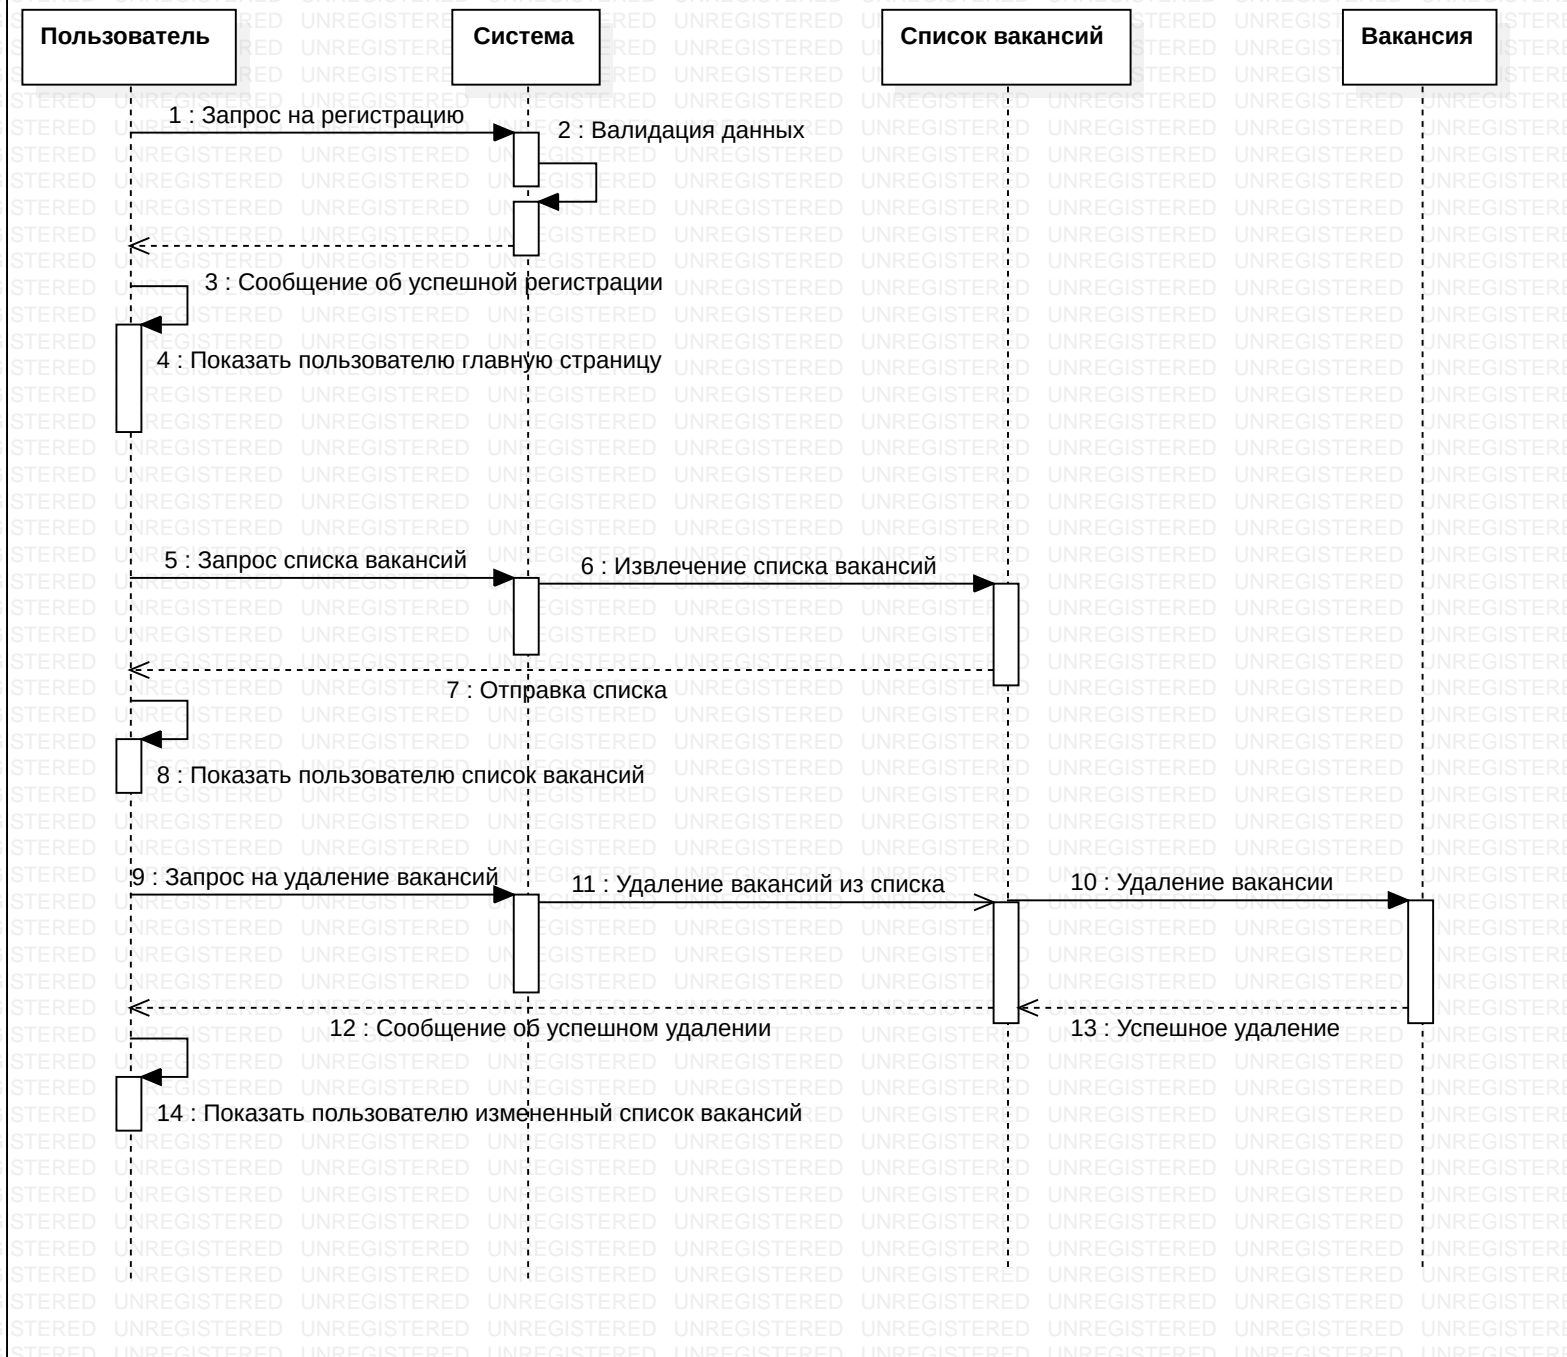 Пользователь
Система
Список вакансий
Вакансия
1 : Запрос на регистрацию
2 : Валидация данных
3 : Сообщение об успешной регистрации
4 : Показать пользователю главную страницу
5 : Запрос списка вакансий
6 : Извлечение списка вакансий
7 : Отправка списка
8 : Показать пользователю список вакансий
9 : Запрос на удаление вакансий
11 : Удаление вакансий из списка
10 : Удаление вакансии
12 : Сообщение об успешном удалении
13 : Успешное удаление
14 : Показать пользователю измененный список вакансий
UNREGISTERED